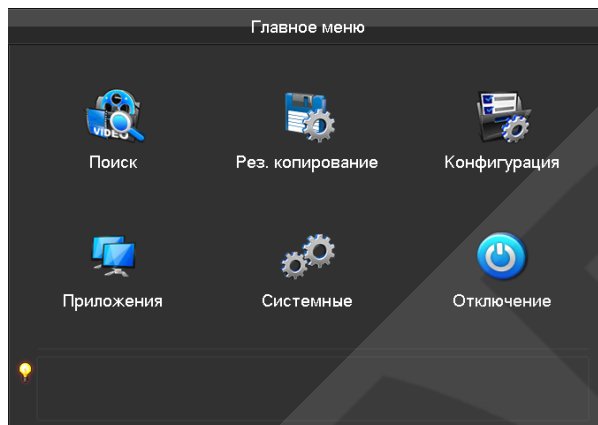 Главное меню
VIDEO
Поиск
Рез. копирование
Конфигурация
Приложения
Системные
Отключение